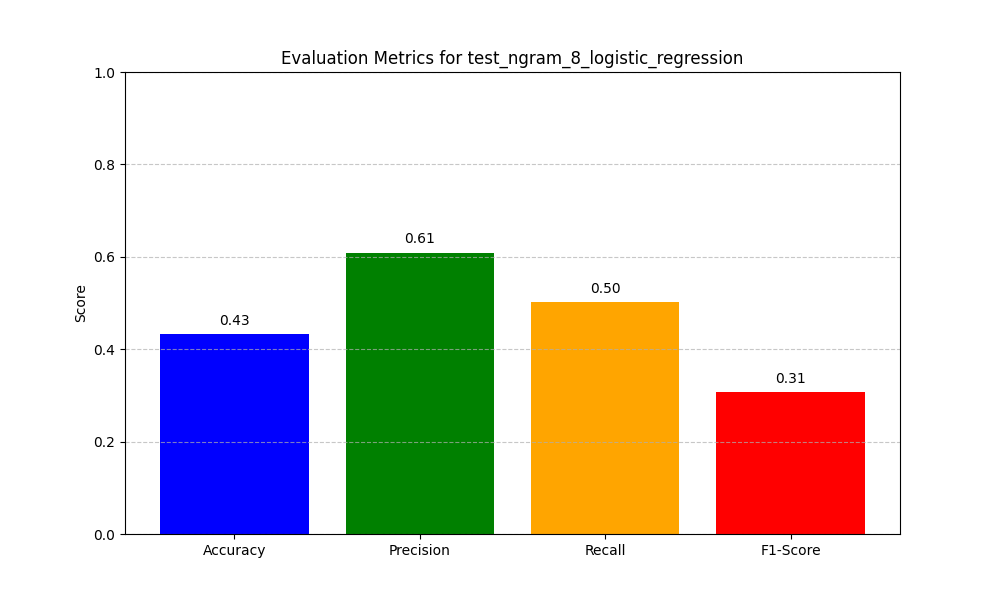 Evaluation Metrics for test_ngram_8_logistic_regression
1.0
0.8
0.6
0.4
0.2
0.0
Score
0.43
0.61
0.50
0.31
Accuracy
Precision
Recall
F1-Score